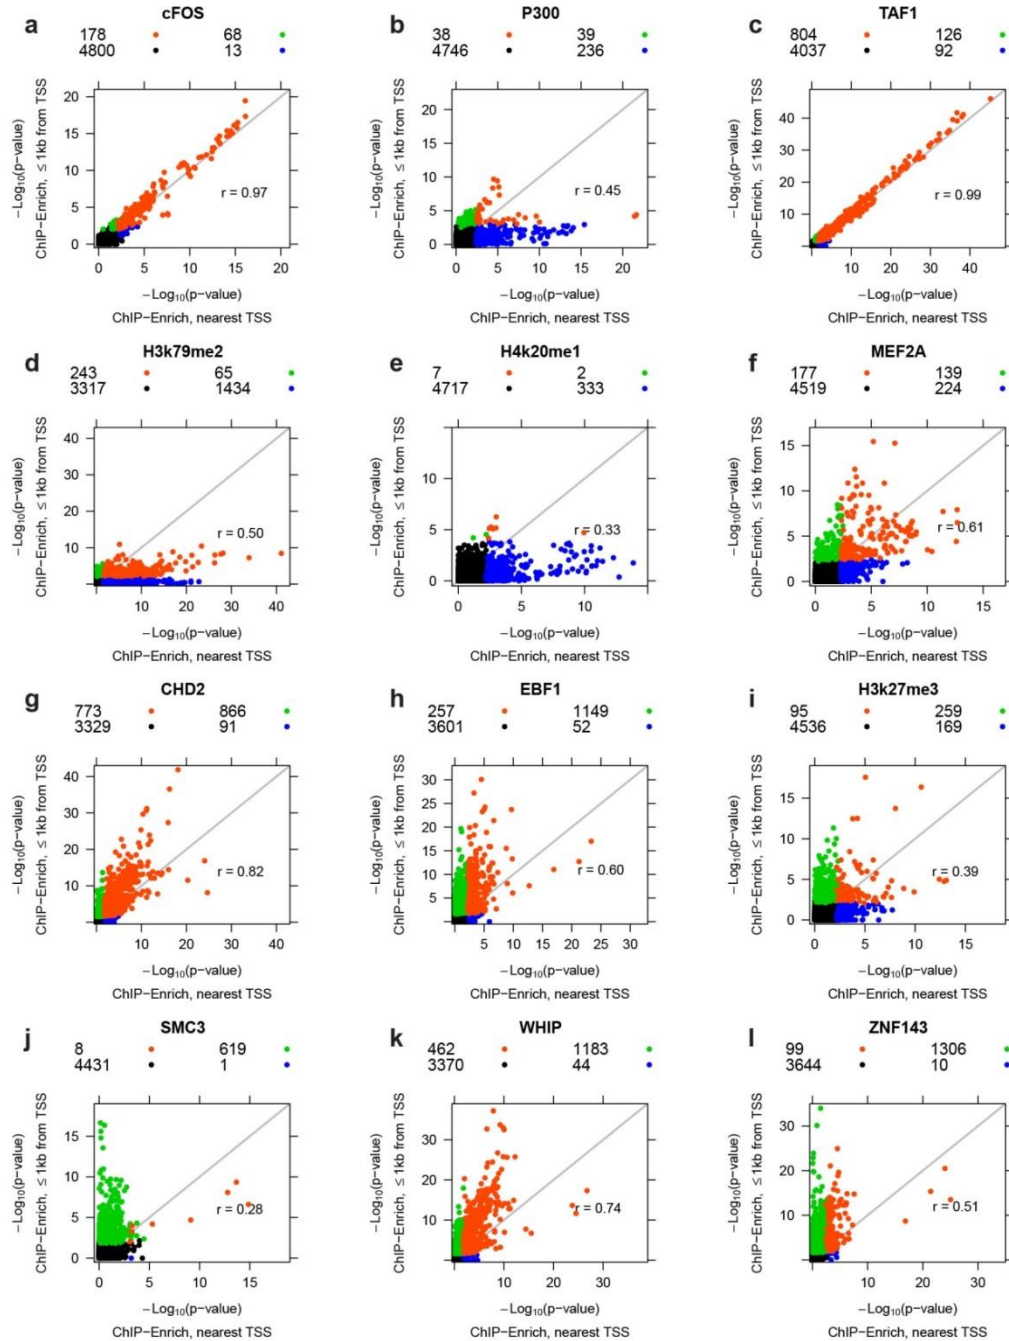 a
cFOS
178 68
4800 13
−Log10(p−value)
ChIP−Enrich, ≤ 1kb from TSS
20
15
10
5
0
r = 0.97
0 5 10 15 20
−Log10(p−value)
ChIP−Enrich, nearest TSS
b
P300
38 39
4746 236
−Log10(p−value)
ChIP−Enrich, ≤ 1kb from TSS
20
15
10
5
0
r = 0.45
0 5 10 15 20
−Log10(p−value)
ChIP−Enrich, nearest TSS
c
TAF1
804 126
4037 92
−Log10(p−value)
ChIP−Enrich, ≤ 1kb from TSS
40
30
20
10
r = 0.99
0 10 20 30 40
−Log10(p−value)
ChIP−Enrich, nearest TSS
d
H3k79me2
243 65
3317 1434
−Log10(p−value)
ChIP−Enrich, ≤ 1kb from TSS
40
30
20
10
0
r = 0.50
0 10 20 30 40
−Log10(p−value)
ChIP−Enrich, nearest TSS
e
H4k20me1
7 2
4717 333
−Log10(p−value)
ChIP−Enrich, ≤ 1kb from TSS
10
5
0
r = 0.33
0 5 10
−Log10(p−value)
ChIP−Enrich, nearest TSS
f
MEF2A
177 139
4519 224
−Log10(p−value)
ChIP−Enrich, ≤ 1kb from TSS
15
10
5
0
r = 0.61
0 5 10 15
−Log10(p−value)
ChIP−Enrich, nearest TSS
g
CHD2
773 866
3329 91
−Log10(p−value)
ChIP−Enrich, ≤ 1kb from TSS
40
30
20
10
r = 0.82
0 10 20 30 40
−Log10(p−value)
ChIP−Enrich, nearest TSS
h
EBF1
257 1149
3601 52
−Log10(p−value)
ChIP−Enrich, ≤ 1kb from TSS
30
25
20
15
10
5
r = 0.60
0 5 10 15 20 25 30
−Log10(p−value)
ChIP−Enrich, nearest TSS
i
H3k27me3
95 259
4536 169
−Log10(p−value)
ChIP−Enrich, ≤ 1kb from TSS
15
10
5
0
r = 0.39
0 5 10 15
−Log10(p−value)
ChIP−Enrich, nearest TSS
j
SMC3
8 619
4431 1
−Log10(p−value)
ChIP−Enrich, ≤ 1kb from TSS
15
10
5
0
r = 0.28
0 5 10 15
−Log10(p−value)
ChIP−Enrich, nearest TSS
k
WHIP
462 1183
3370 44
−Log10(p−value)
ChIP−Enrich, ≤ 1kb from TSS
30
20
10
r = 0.74
0 10 20 30
−Log10(p−value)
ChIP−Enrich, nearest TSS
l
ZNF143
99 1306
3644 10
−Log10(p−value)
ChIP−Enrich, ≤ 1kb from TSS
30
20
10
r = 0.51
0 10 20 30
−Log10(p−value)
ChIP−Enrich, nearest TSS